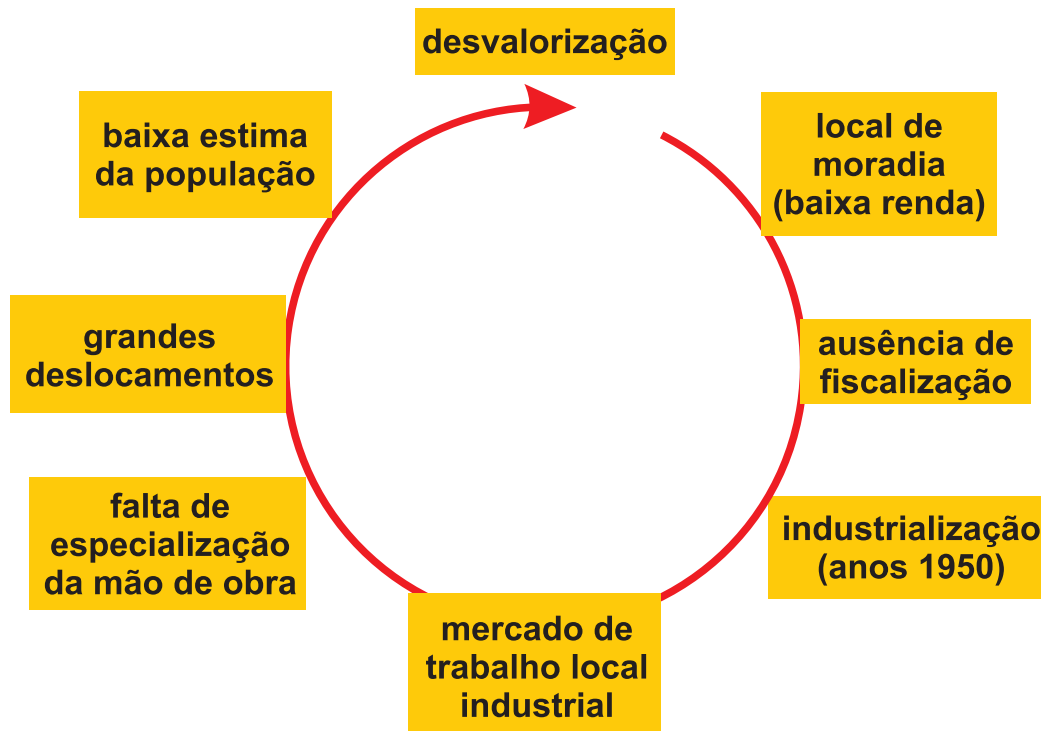 desvalorização
local de
moradia
(baixa renda)
ausência de
fiscalização
industrialização
(anos 1950)
mercado de
trabalho local
industrial
falta de
especialização
da mão de obra
grandes
deslocamentos
baixa estima
da população